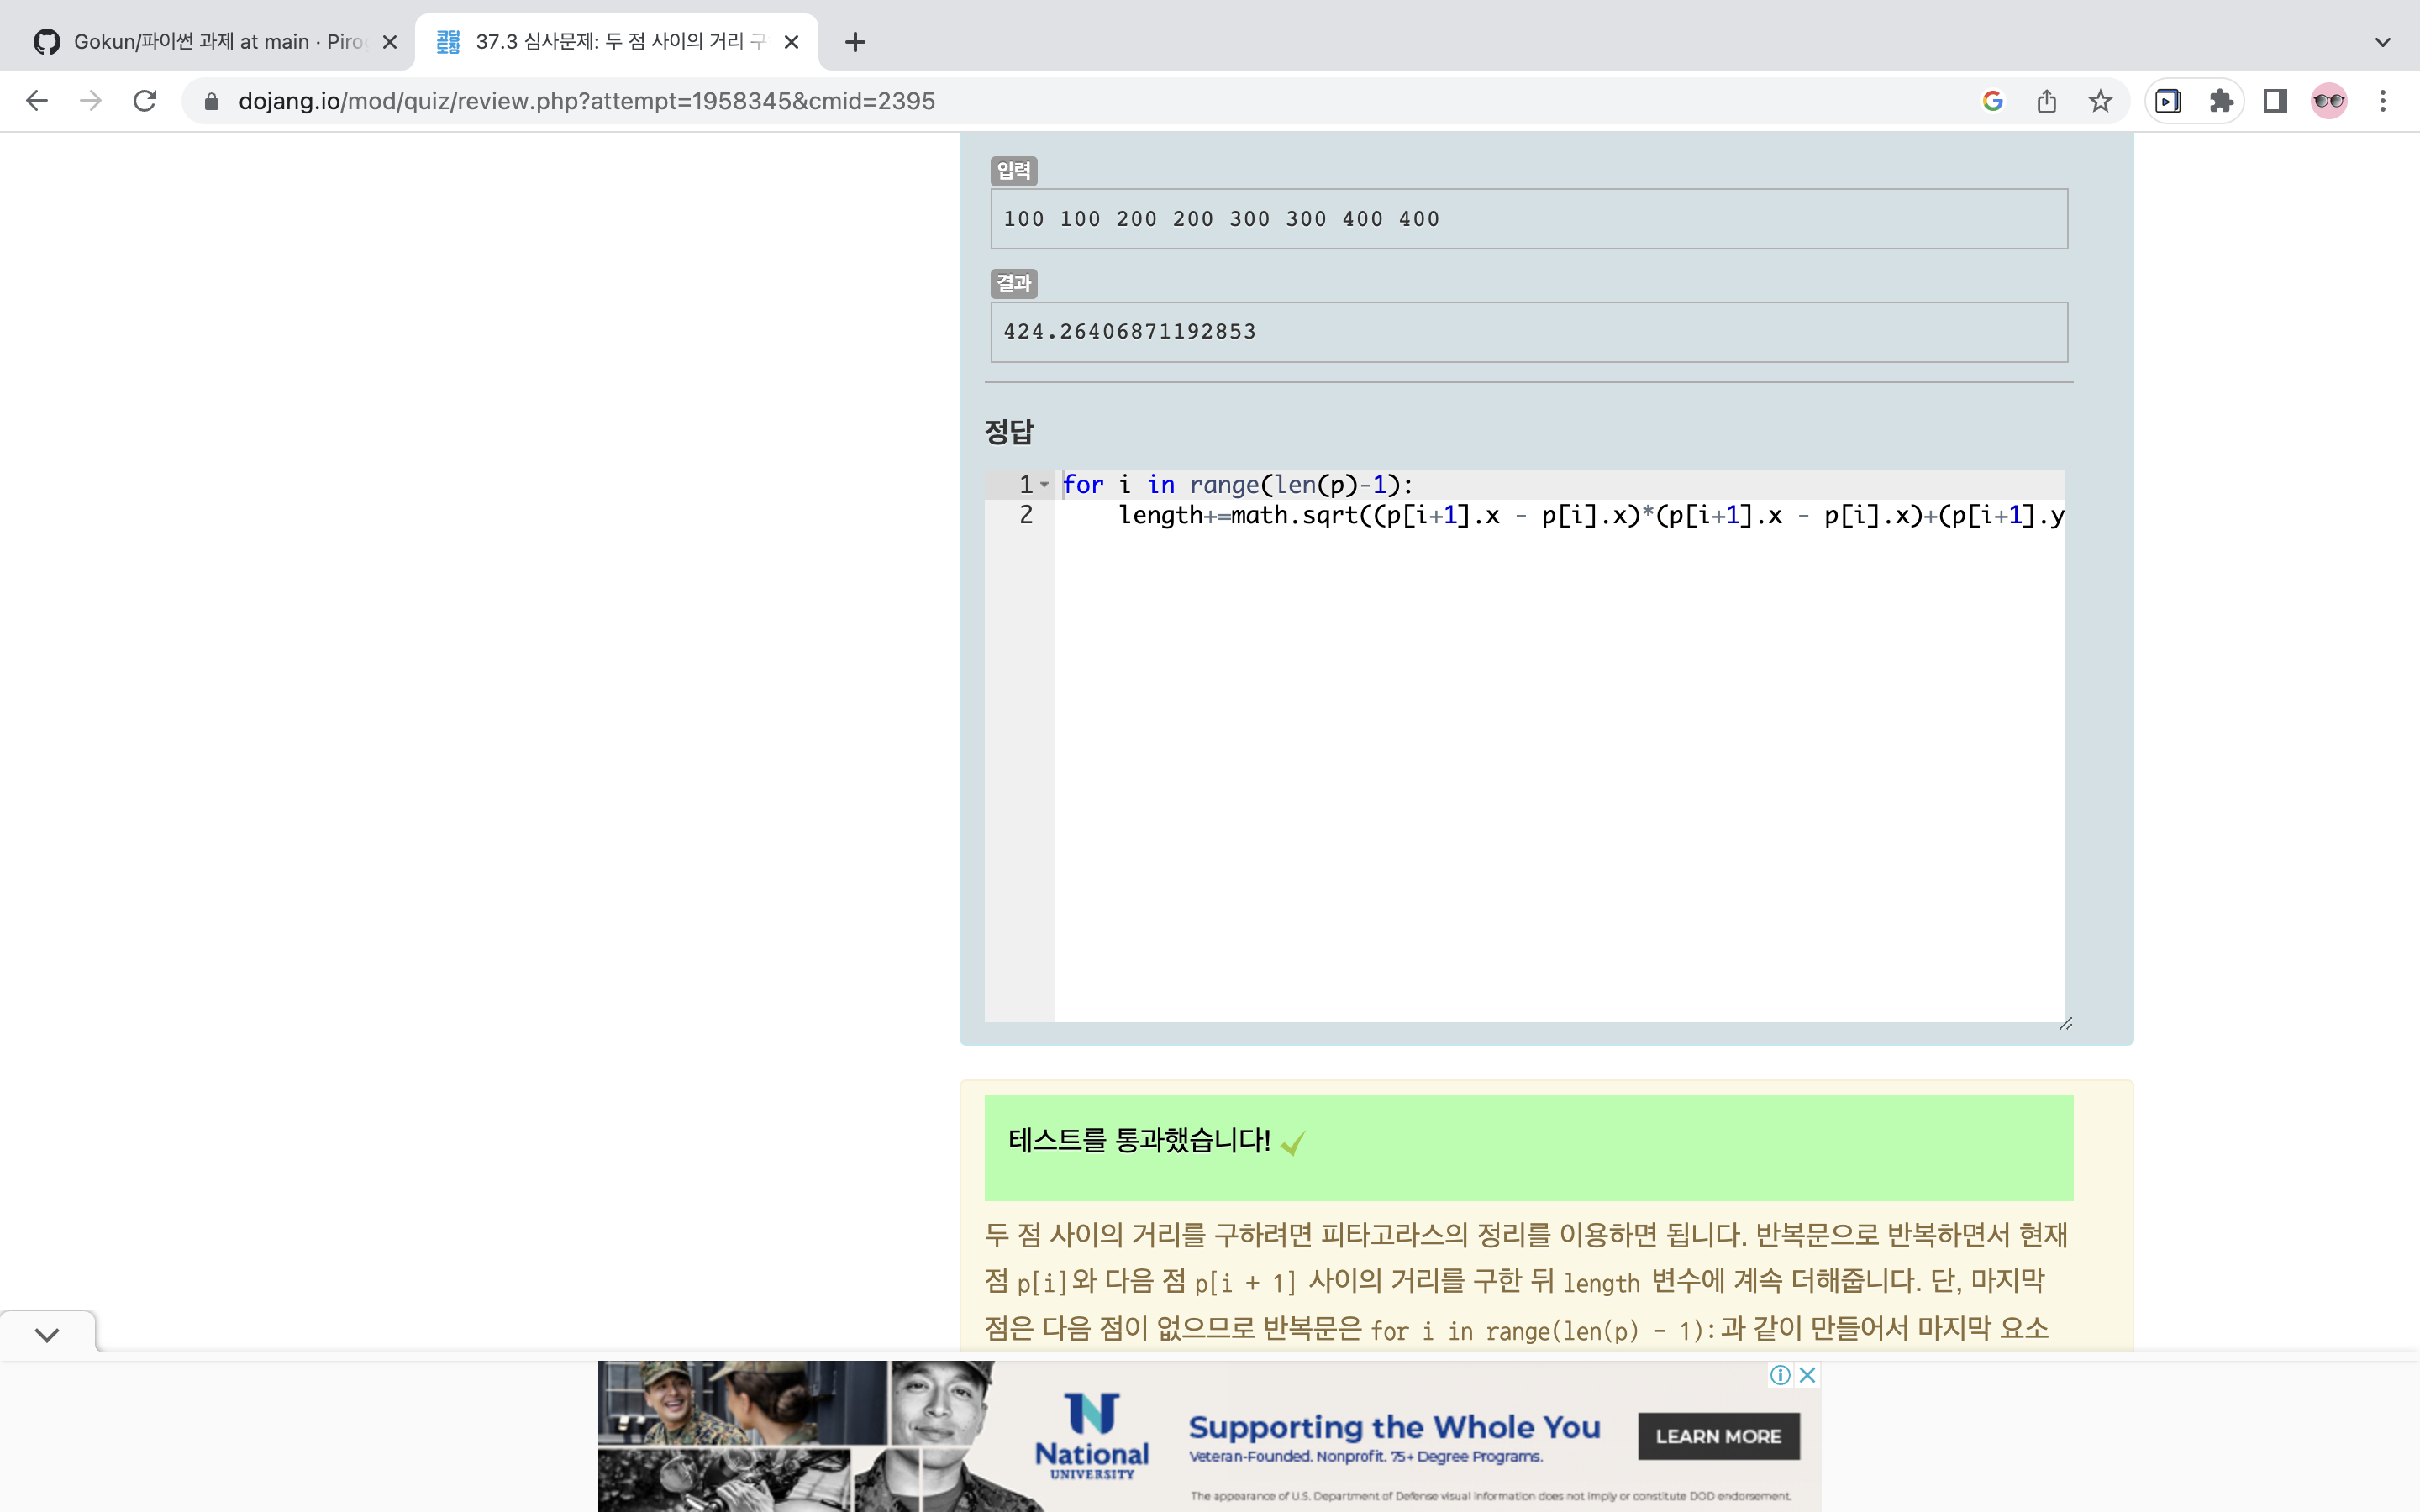 Gokun/파이썬 과제 at main · Pirog
37.3 심사문제: 두 점 사이의 거리 구
dojang.io/mod/quiz/review.php?attempt=1958345&cmid=2395
입력
100 100 200 200 300 300 400 400
결과
424.26406871192853
정답
1 for i in range(len(p)-1):
2 length+=math.sqrt((p[i+1].x - p[i].x)*(p[i+1].x - p[i].x)+(p[i+1].y
테스트를 통과했습니다!
두 점 사이의 거리를 구하려면 피타고라스의 정리를 이용하면 됩니다. 반복문으로 반복하면서 현재
점 p[i]와 다음 점 p[i + 1] 사이의 거리를 구한 뒤 length 변수에 계속 더해줍니다. 단, 마지막
점은 다음 점이 없으므로 반복문은 for i in range(len(p) - 1):과 같이 만들어서 마지막 요소
National
UNIVERSITY
Supporting the Whole You
Veteran-Founded. Nonprofit. 75+ Degree Programs.
LEARN MORE
The appearance of U.S. Department of Defense visual information does not imply or constitute DOD endorsement.